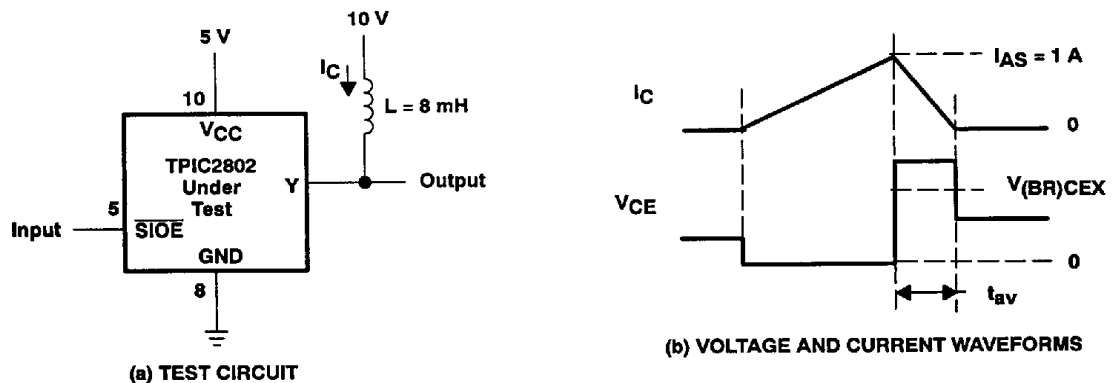 10 V
5 V
IC
L = 8 mH
10
VCC
TPIC2802
Under
Test
Y
Output
5
Input
SIOE
GND
8
(a) TEST CIRCUIT
IAS = 1 A
IC
0
V(BR)CEX
VCE
0
tav
(b) VOLTAGE AND CURRENT WAVEFORMS